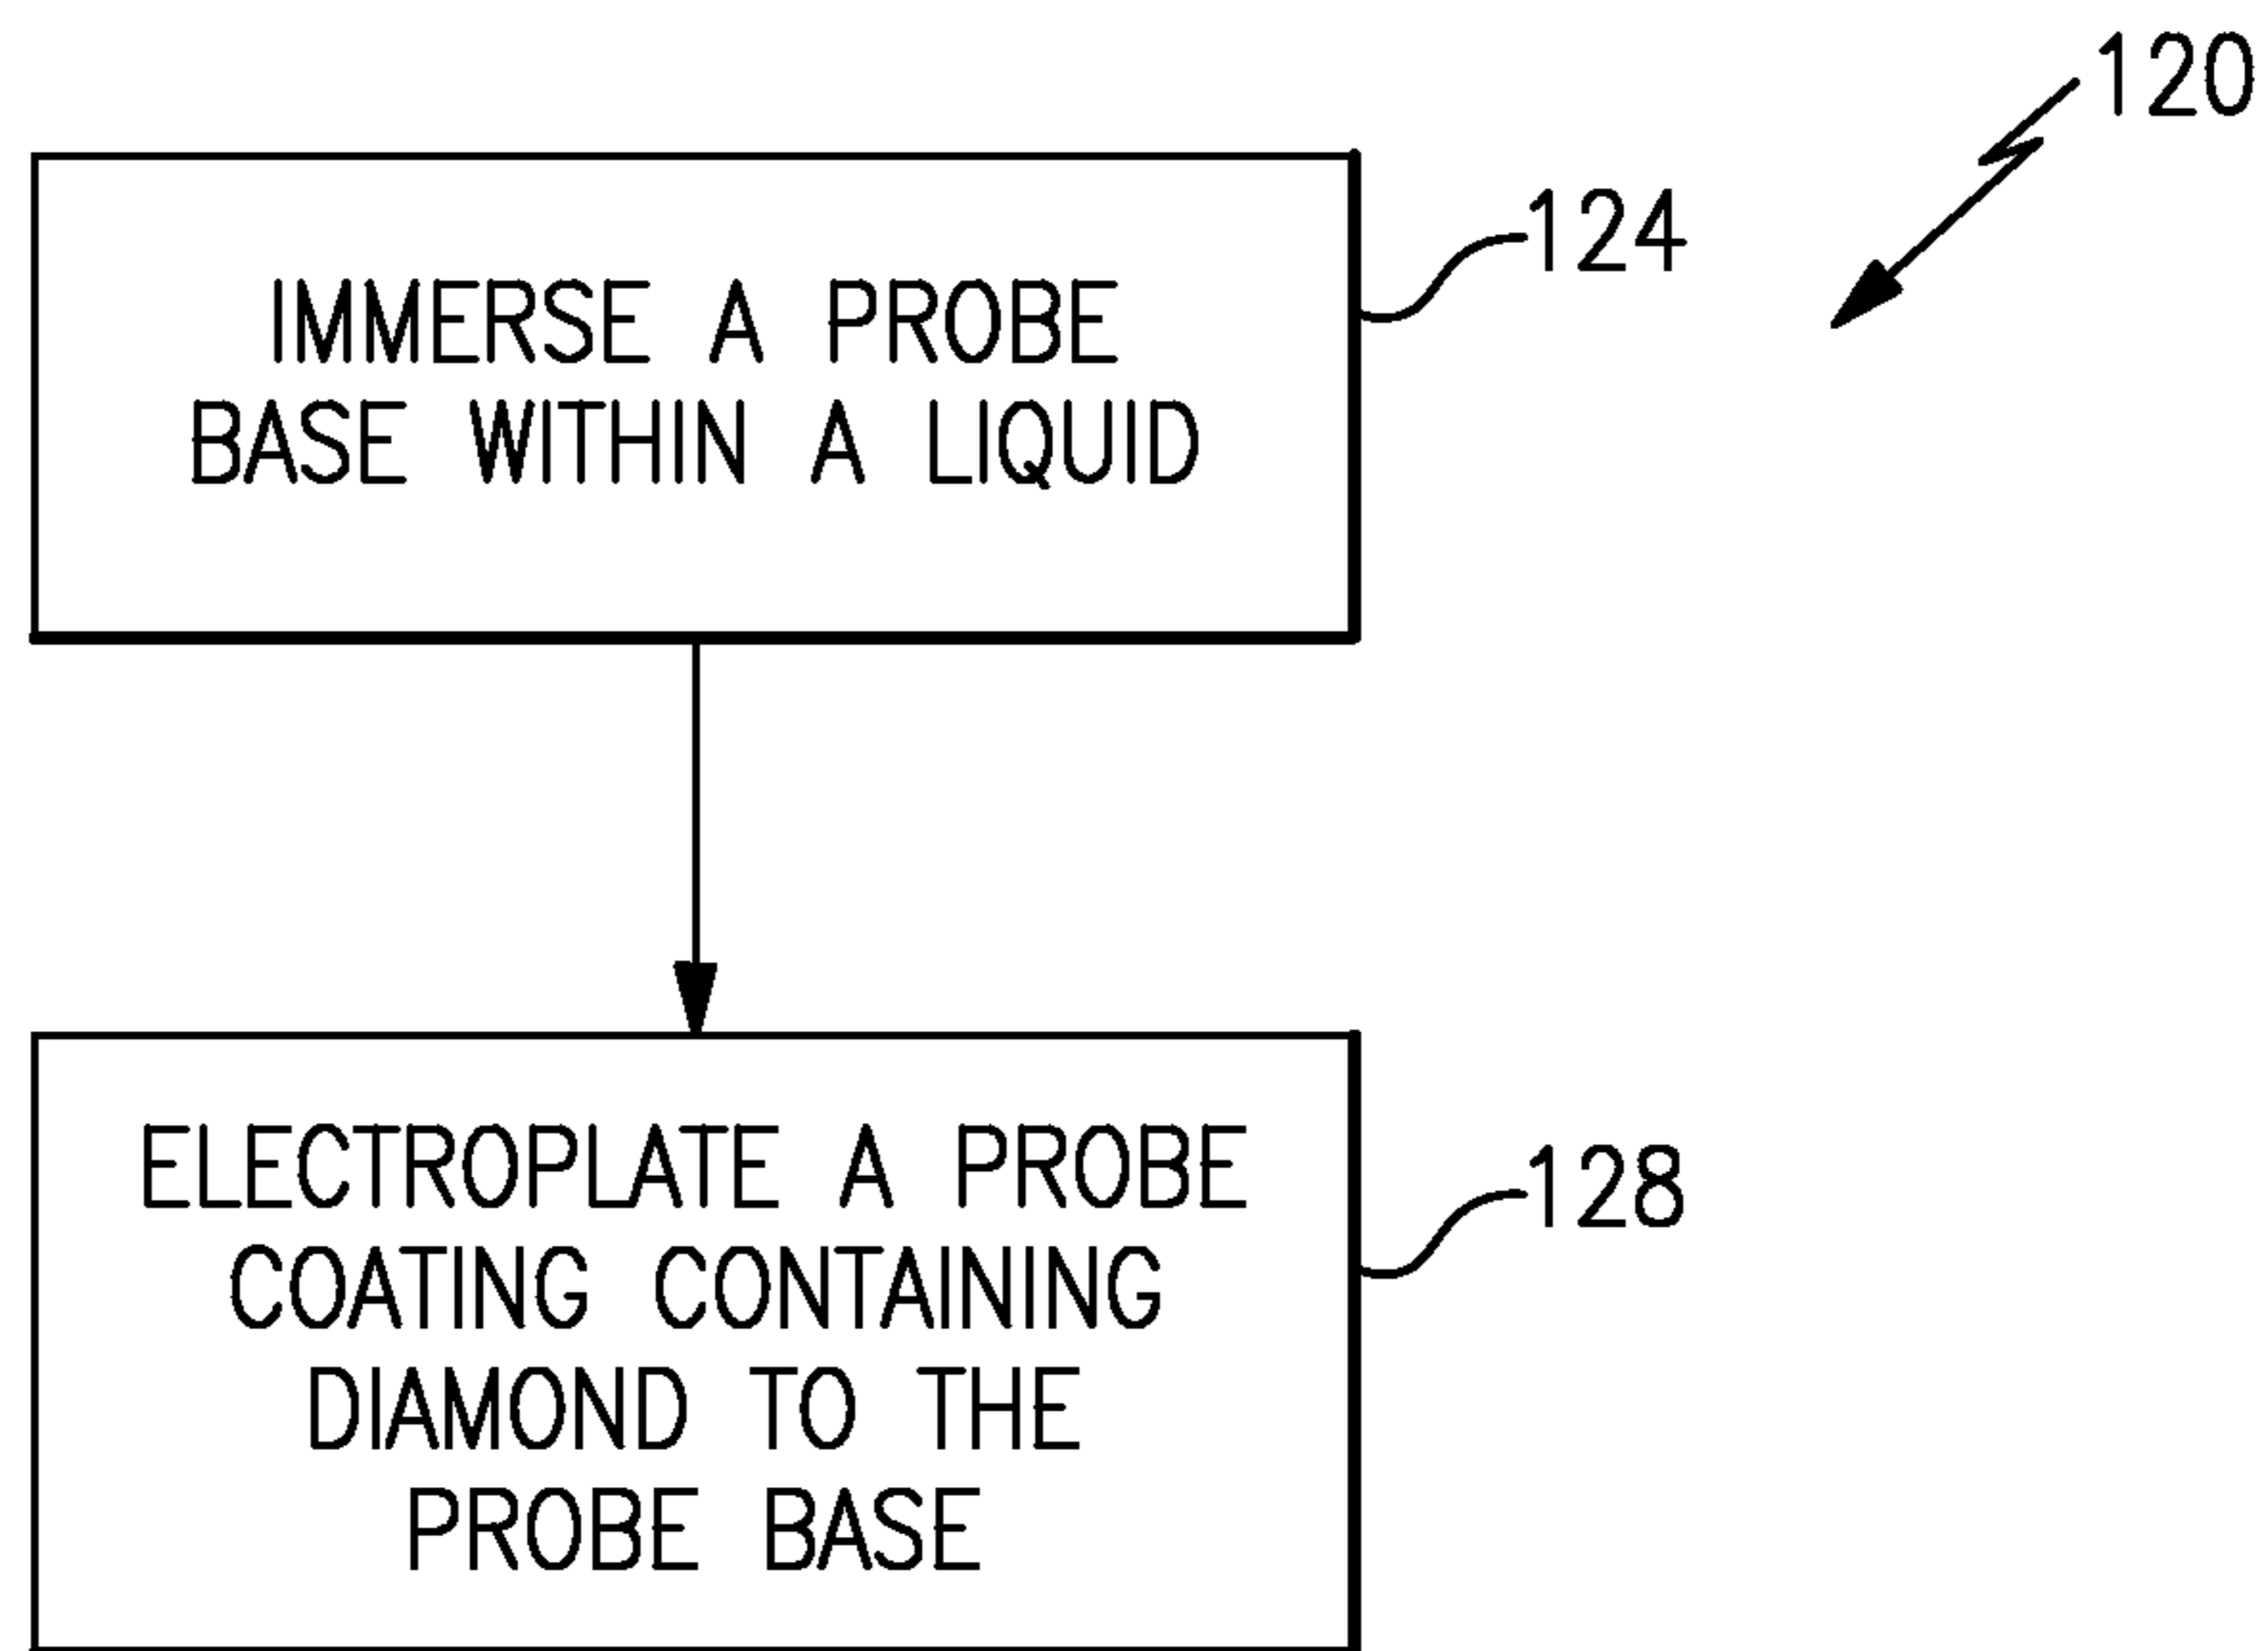 120
124
IMMERSE A PROBE
BASE WITHIN A LIQUID
128
ELECTROPLATE A PROBE
COATING CONTAINING
DIAMOND TO THE
PROBE BASE